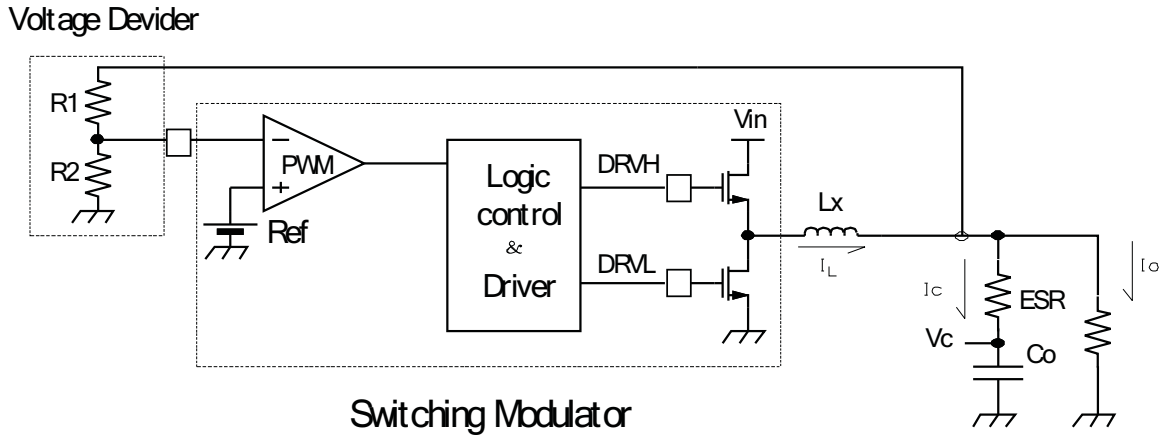 Voltage Devider
R1
R2
−
PWM
+
Ref
Logic
control
&
Driver
DRVH
DRVL
Vin
Lx
IL
Ic
ESR
Vc
Co
Io
Switching Modulator